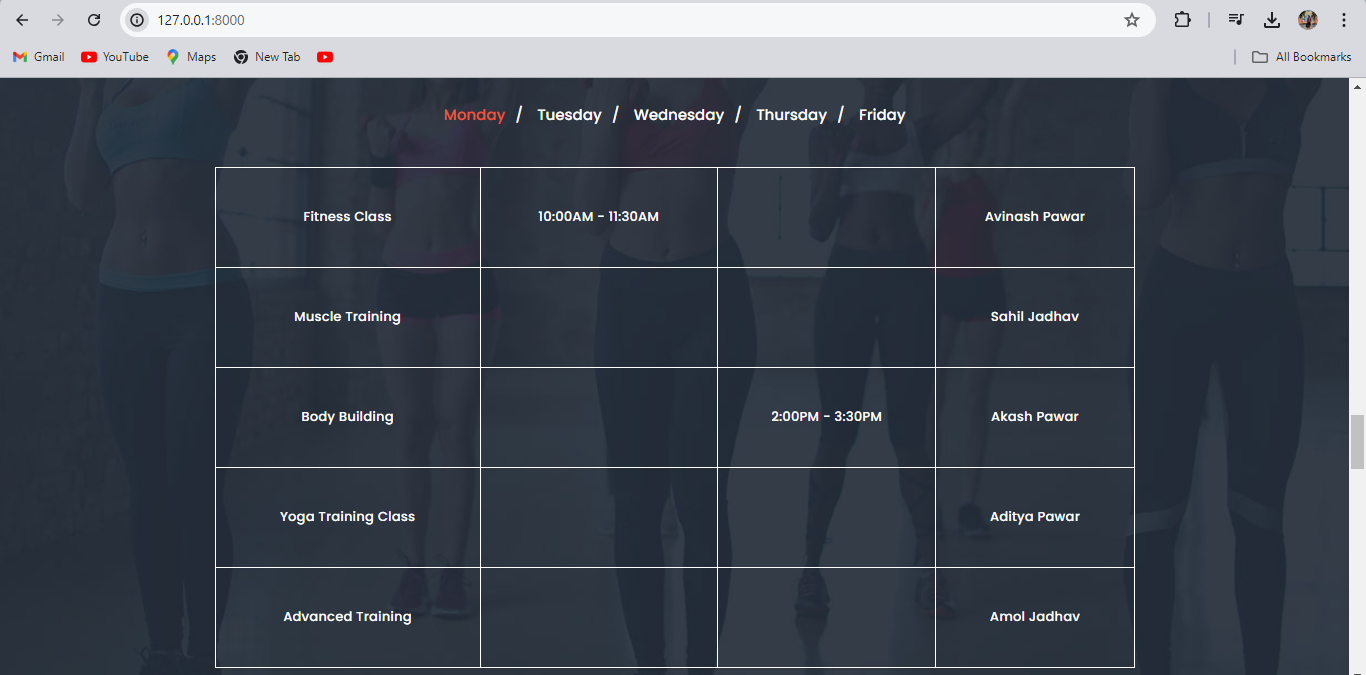 127.0.0.1:8000
Gmail YouTube Maps New Tab All Bookmarks
Monday / Tuesday / Wednesday / Thursday / Friday
Fitness Class 10:00AM - 11:30AM Avinash Pawar
Muscle Training Sahil Jadhav
Body Building 2:00PM - 3:30PM Akash Pawar
Yoga Training Class Aditya Pawar
Advanced Training Amol Jadhav